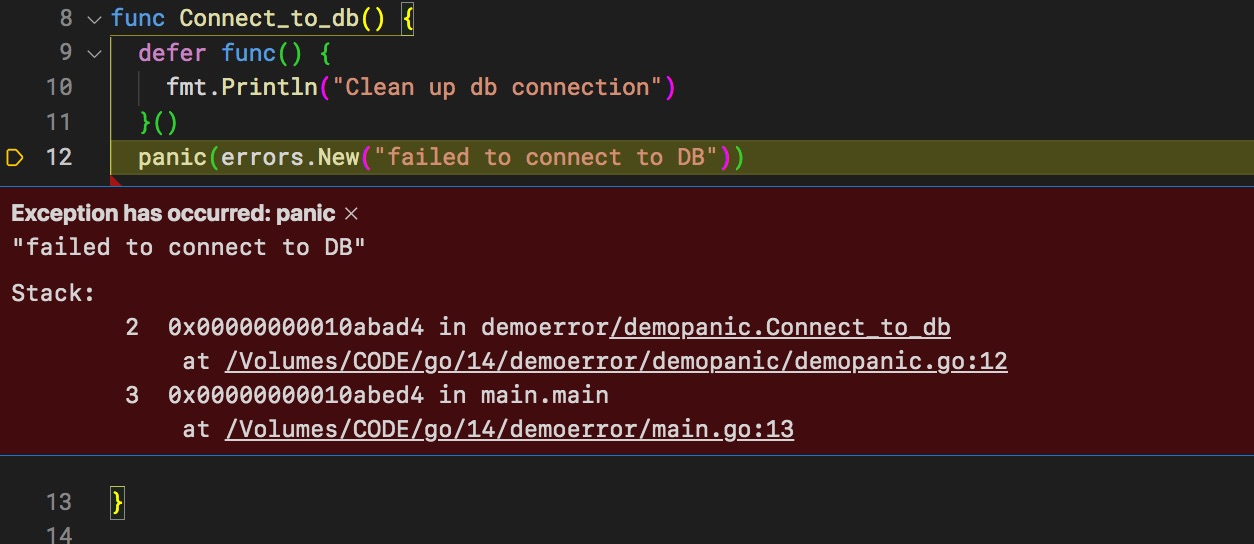 8 func Connect_to_db() {
9 defer func() {
10 fmt.Println("Clean up db connection")
11 }()
12 panic(errors.New("failed to connect to DB"))
Exception has occurred: panic ×
"failed to connect to DB"
Stack:
2 0x00000000010abad4 in demoerror/demopanic.Connect_to_db
at /Volumes/CODE/go/14/demoerror/demopanic/demopanic.go:12
3 0x00000000010abed4 in main.main
at /Volumes/CODE/go/14/demoerror/main.go:13
13 }
14